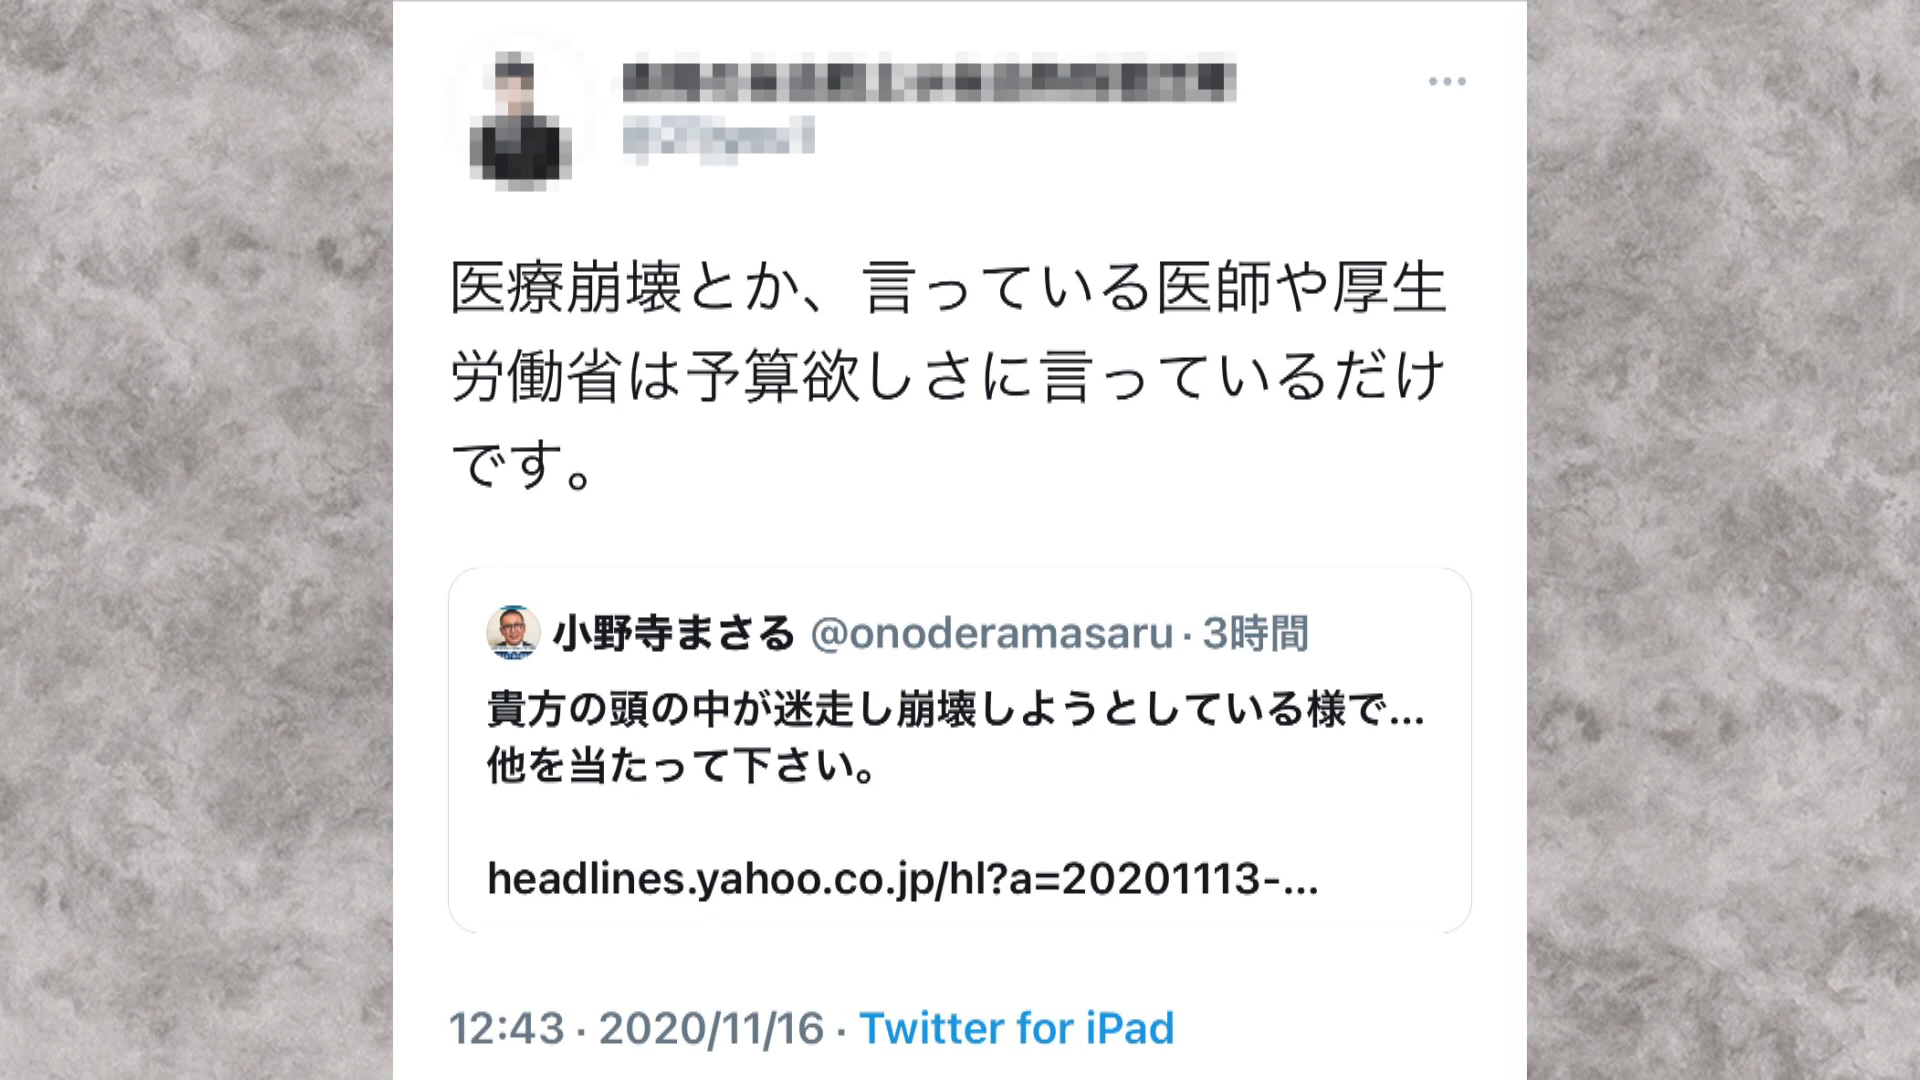 医療崩壊とか、言っている医師や厚生
労働省は予算欲しさに言っているだけ
です。
小野寺まさる @onoderamasaru · 3時間
貴方の頭の中が迷走し崩壊しようとしている様で...
他を当たって下さい。
headlines.yahoo.co.jp/hl?a=20201113-...
12:43 · 2020/11/16 · Twitter for iPad